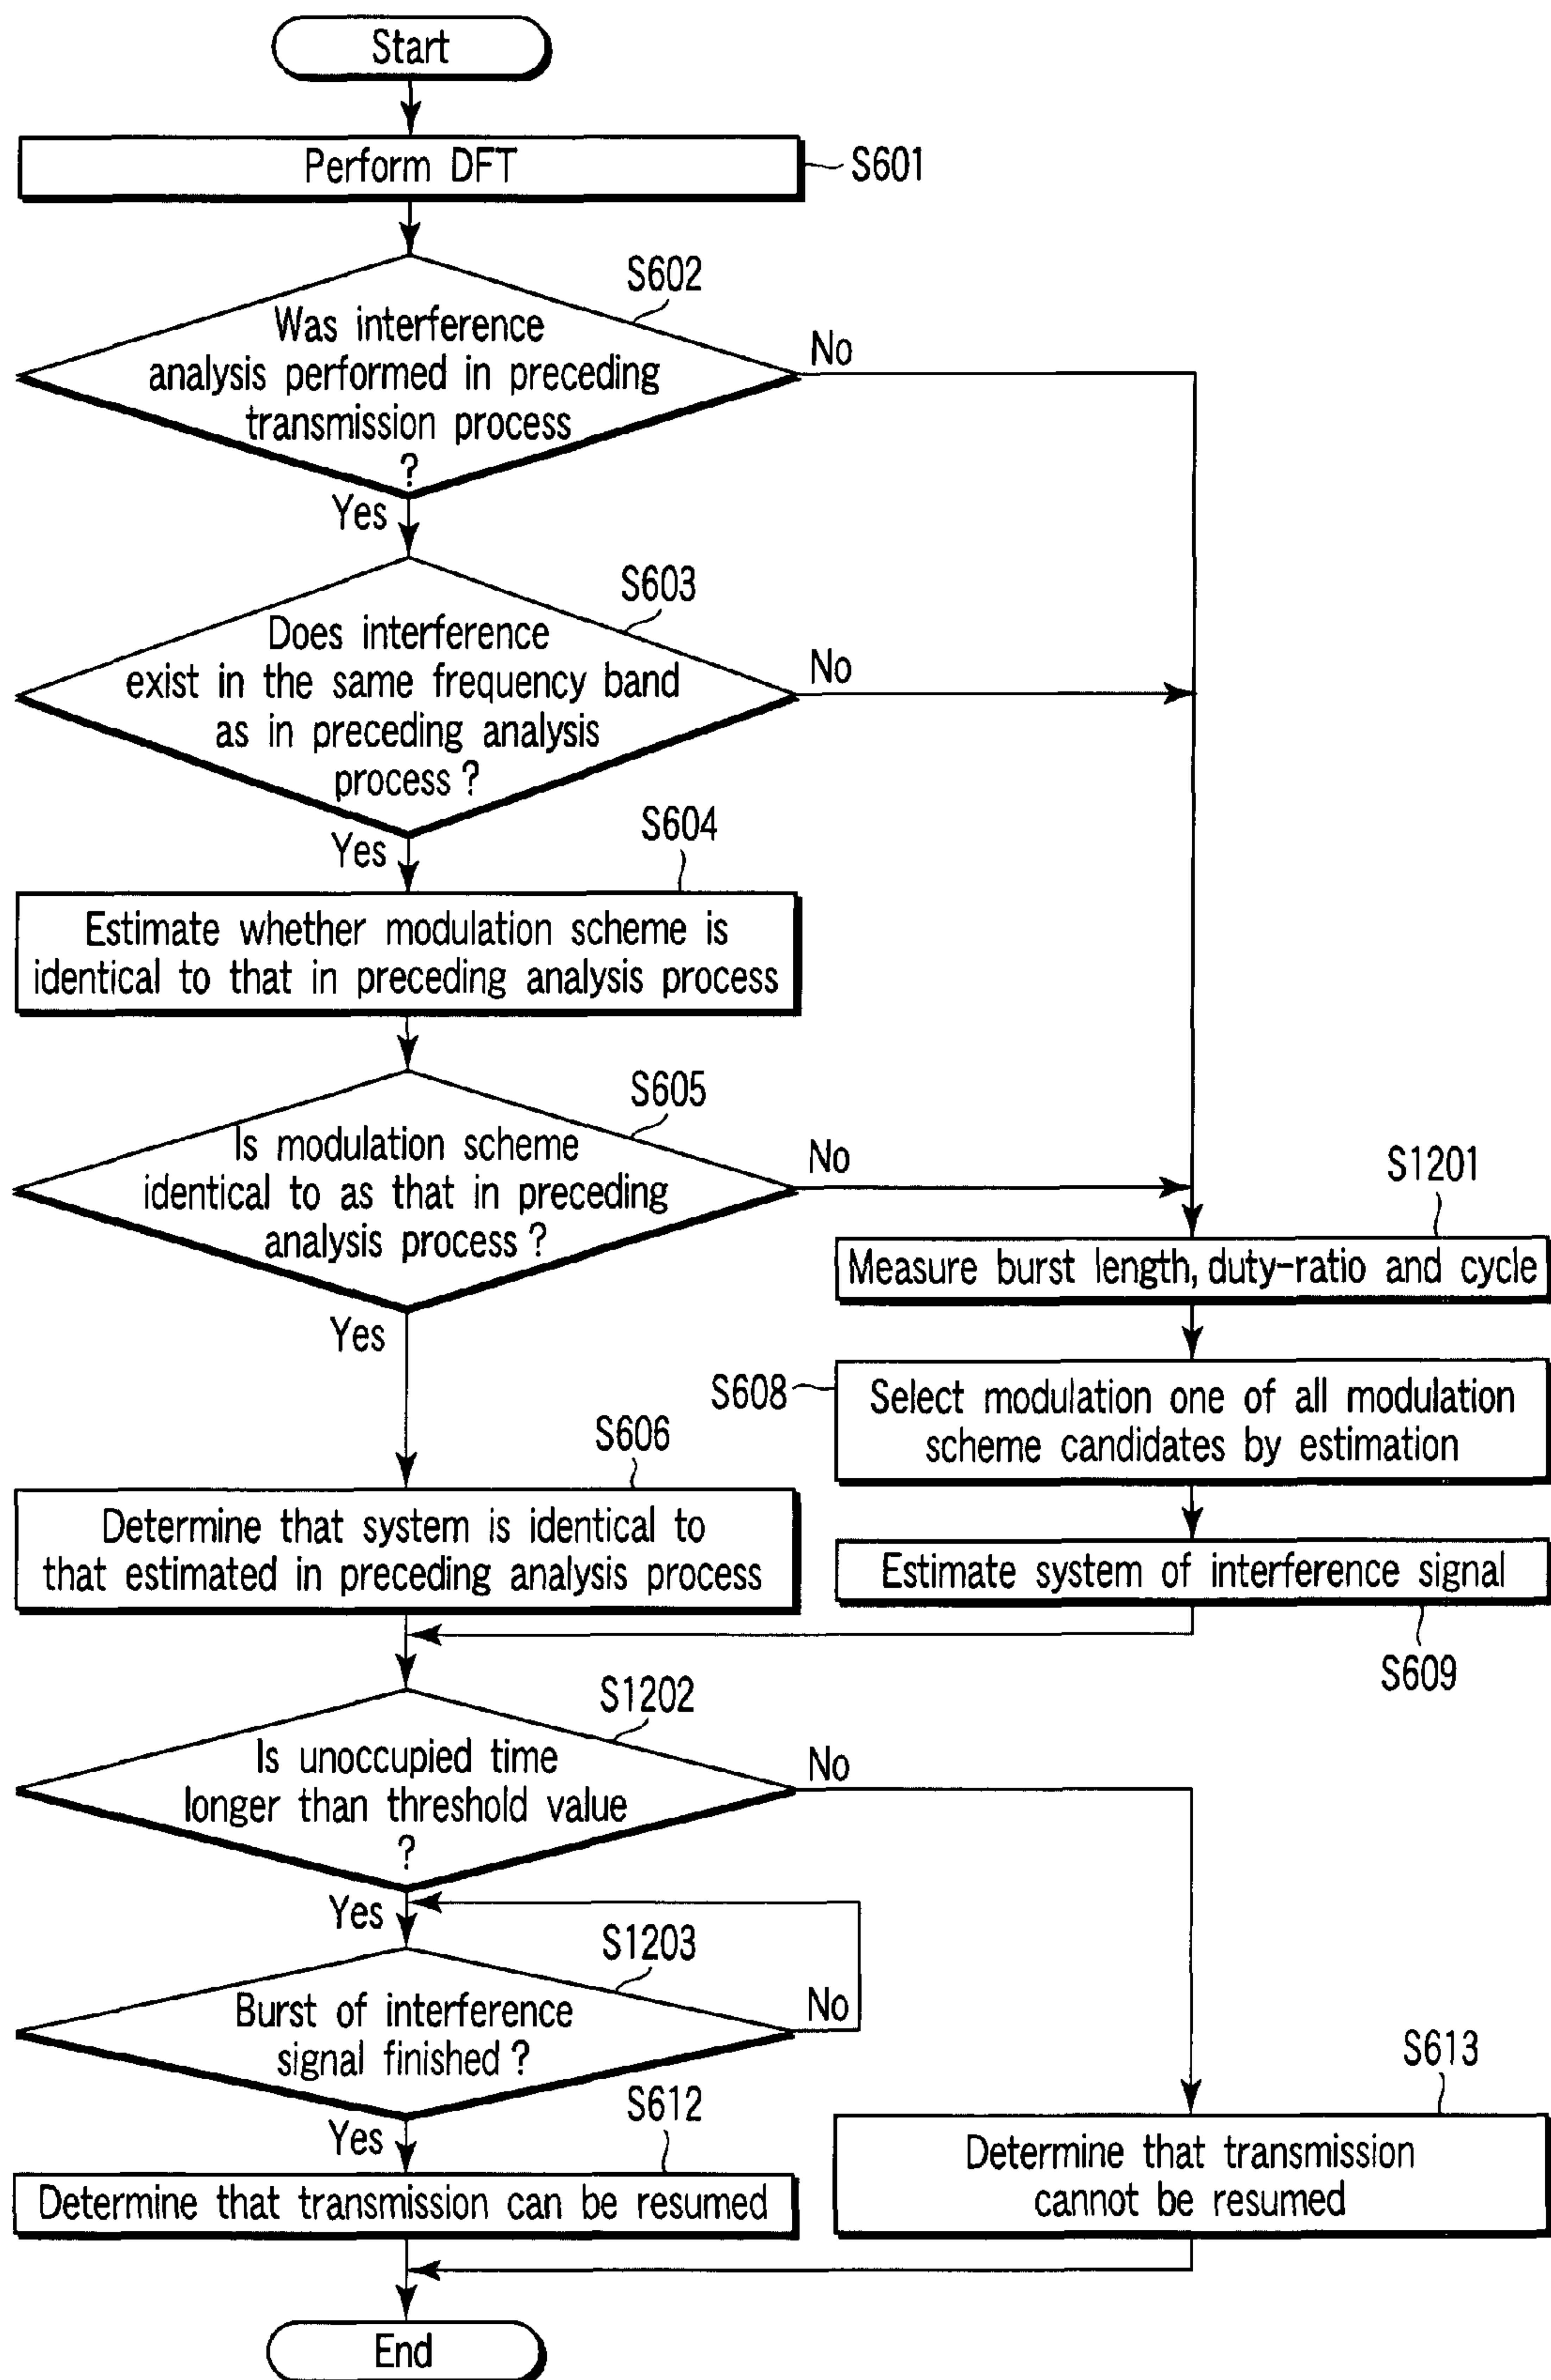 Start
Perform DFT
S601
S602
Was interference
analysis performed in preceding
transmission process
?
No
Yes
S603
Does interference
exist in the same frequency band
as in preceding analysis
process ?
No
Yes
S604
Estimate whether modulation scheme is
identical to that in preceding analysis process
S605
Is modulation scheme
identical to as that in preceding
analysis process ?
No
Yes
S1201
Measure burst length, duty-ratio and cycle
S608
Select modulation one of all modulation
scheme candidates by estimation
S606
Determine that system is identical to
that estimated in preceding analysis process
Estimate system of interference signal
S609
S1202
Is unoccupied time
longer than threshold value
?
No
Yes
S1203
Burst of interference
signal finished ?
No
Yes
S612
Determine that transmission can be resumed
S613
Determine that transmission
cannot be resumed
End